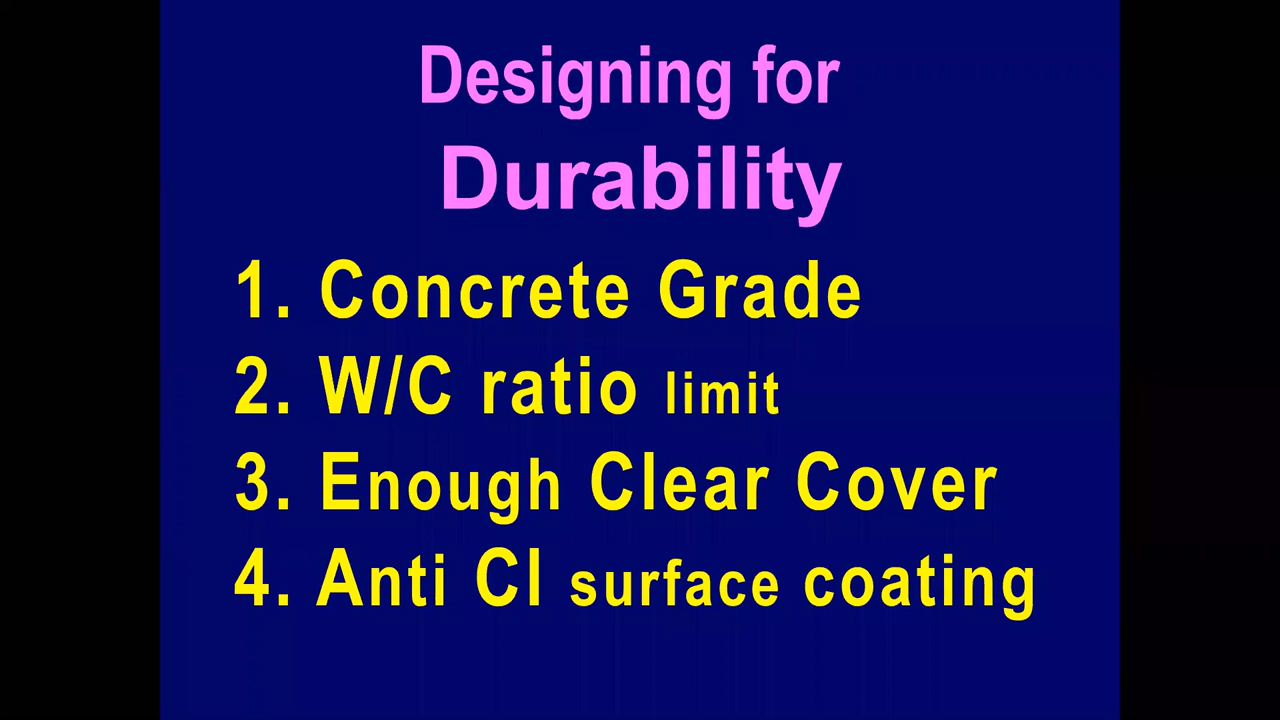 Designing for
Durability
1. Concrete Grade
2. W/C ratio limit
3. Enough Clear Cover
4. Anti Cl surface coating